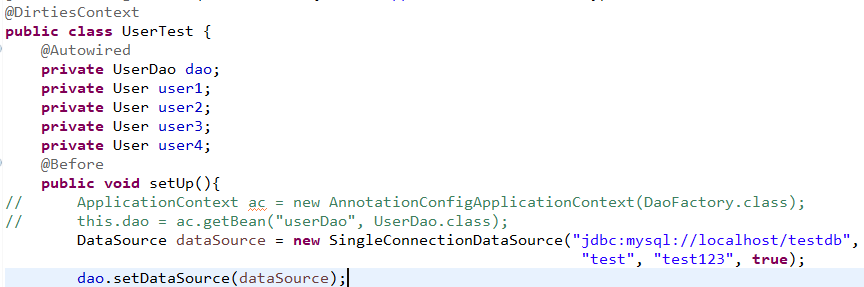 @DirtiesContext
public class UserTest {
    @Autowired
    private UserDao dao;
    private User user1;
    private User user2;
    private User user3;
    private User user4;
    @Before
    public void setUp(){
//      ApplicationContext ac = new AnnotationConfigApplicationContext(DaoFactory.class);
//      this.dao = ac.getBean("userDao", UserDao.class);
        DataSource dataSource = new SingleConnectionDataSource("jdbc:mysql://localhost/testdb",
                                                               "test", "test123", true);
        dao.setDataSource(dataSource);